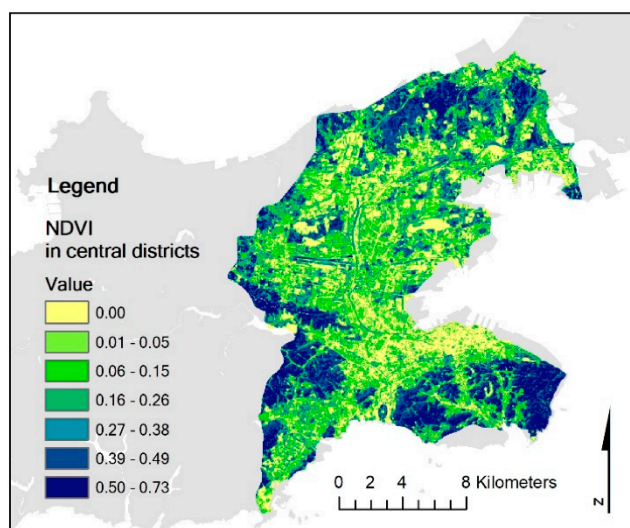 Legend
NDVI
in central districts
Value
0.00
0.01 - 0.05
0.06 - 0.15
0.16 - 0.26
0.27 - 0.38
0.39 - 0.49
0.50 - 0.73
0 2 4 8 Kilometers
N